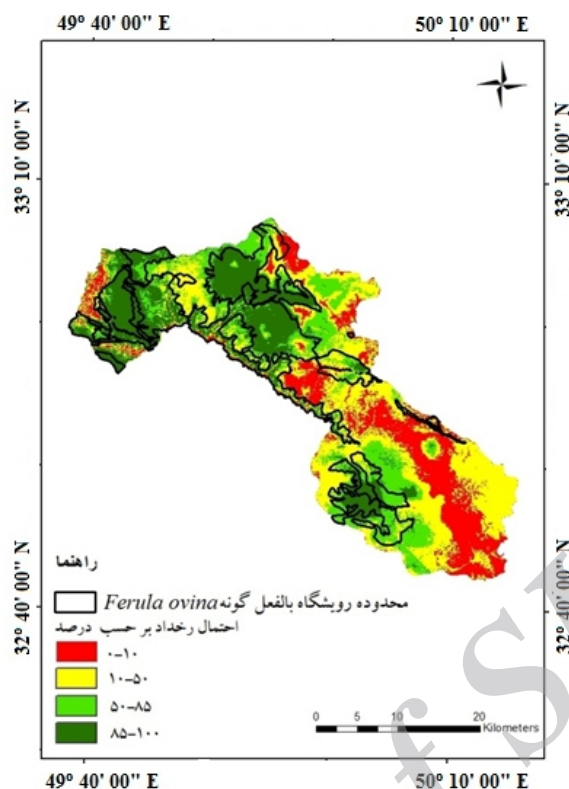 49° 40' 00" E 50° 10' 00" E
33° 10' 00" N 33° 10' 00" N
راهنما
محدوده رویشگاه بالفعل گونه Ferula ovina
احتمال رخداد بر حسب درصد
۰-۱۰
۱۰-۵۰
۵۰-۸۵
۸۵-۱۰۰
32° 40' 00" N 32° 40' 00" N
0 5 10 20
Kilometers
49° 40' 00" E 50° 10' 00" E